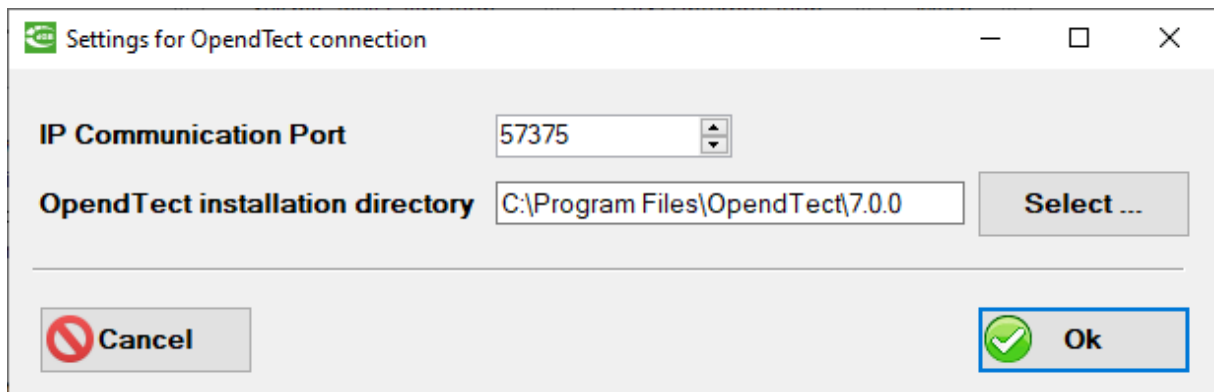 Settings for OpendTect connection
IP Communication Port 57375
OpendTect installation directory C:\Program Files\OpendTect\7.0.0 Select ...
Cancel Ok